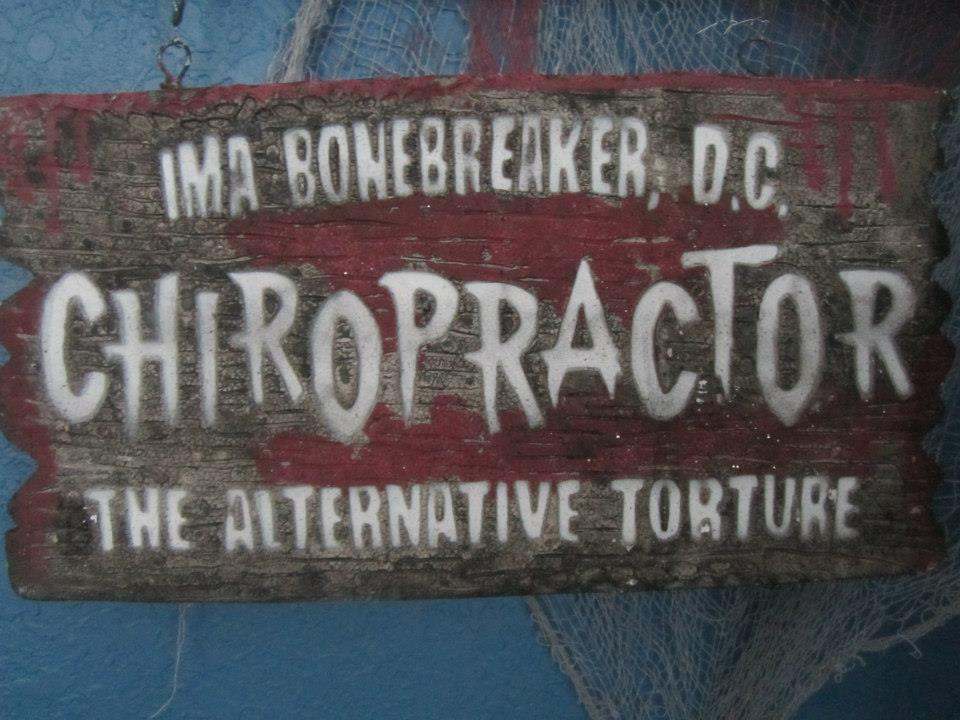 IMA BONEBREAKER, D.C.
CHIROPRACTOR
THE ALTERNATIVE TORTURE